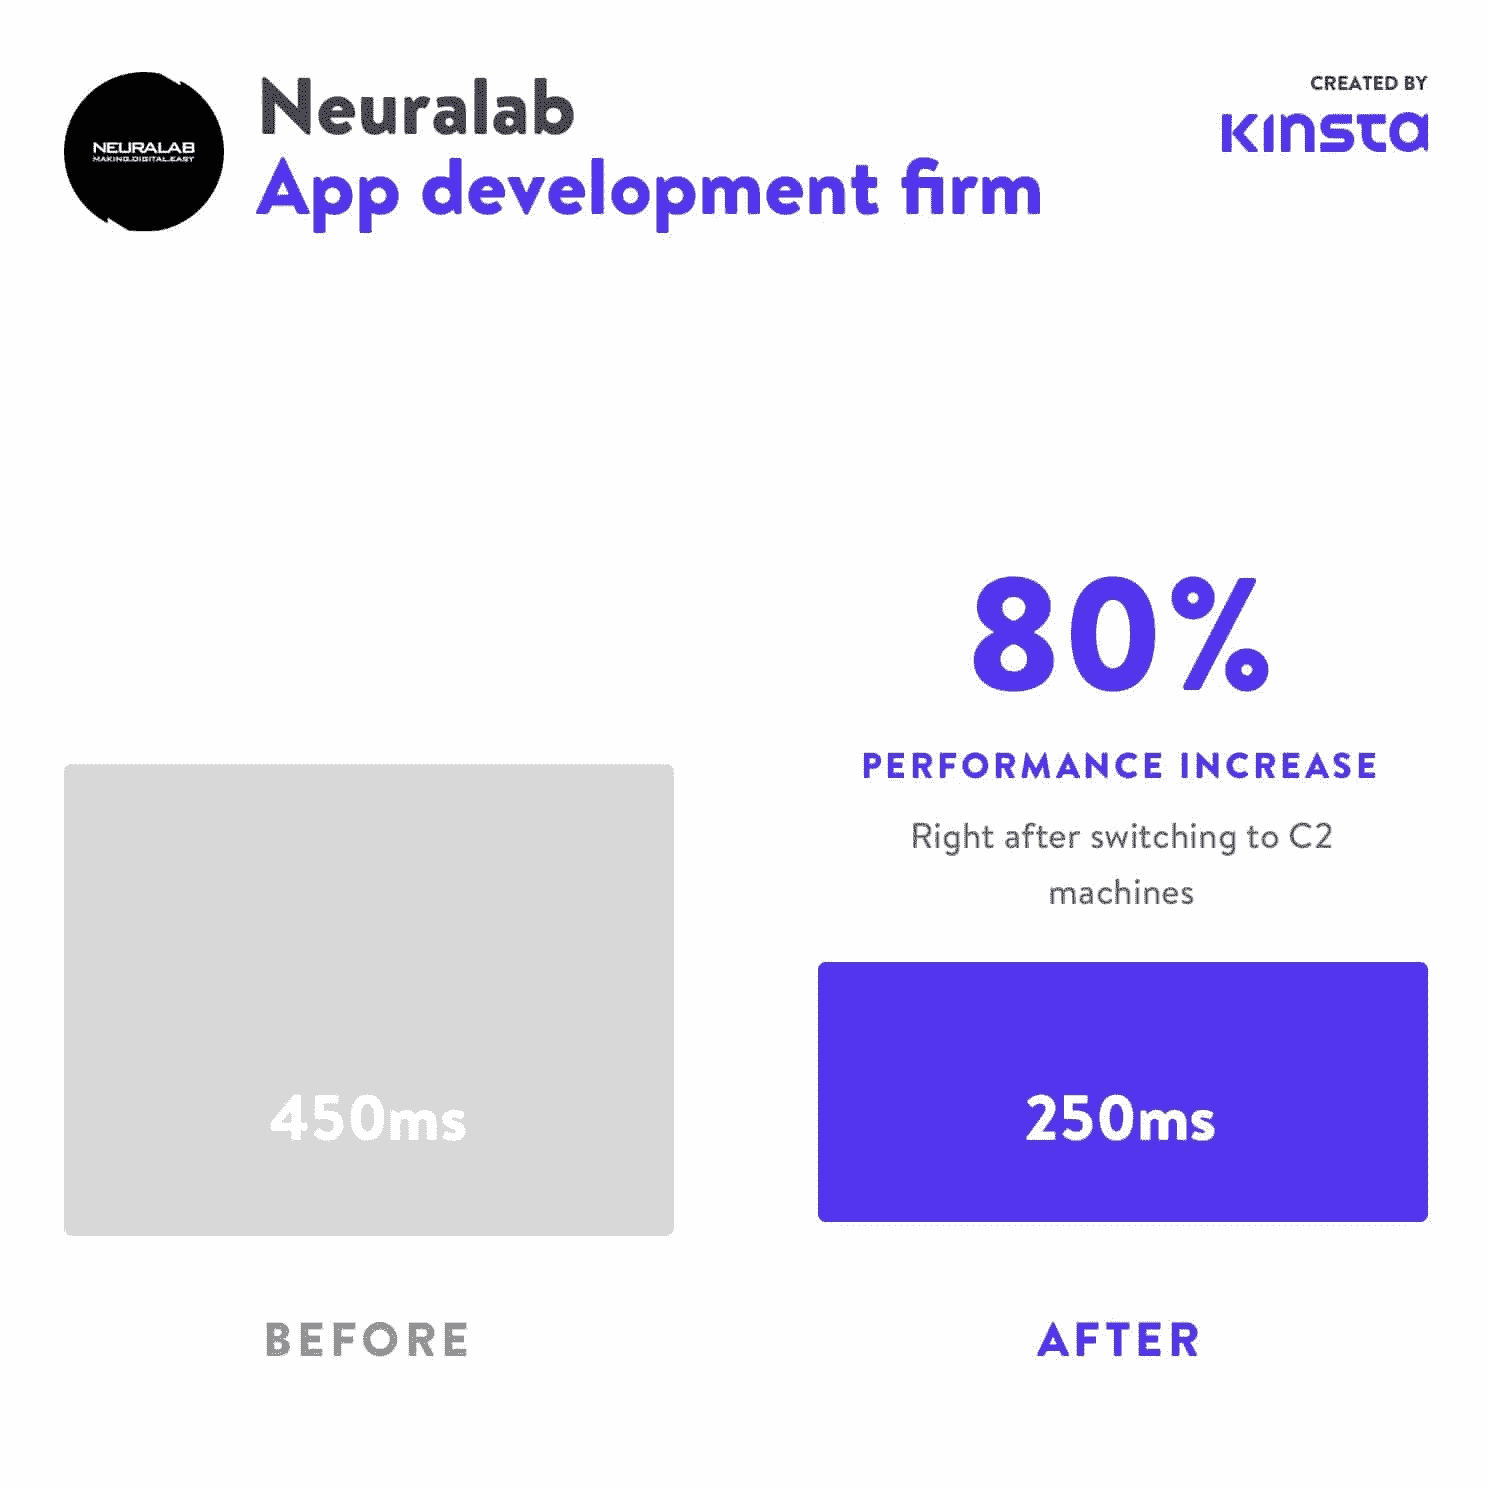 NEURALAB
MAKING.DIGITAL.EASY
Neuralab
App development firm
CREATED BY
KINSTA
80%
PERFORMANCE INCREASE
Right after switching to C2
machines
450ms
250ms
BEFORE
AFTER